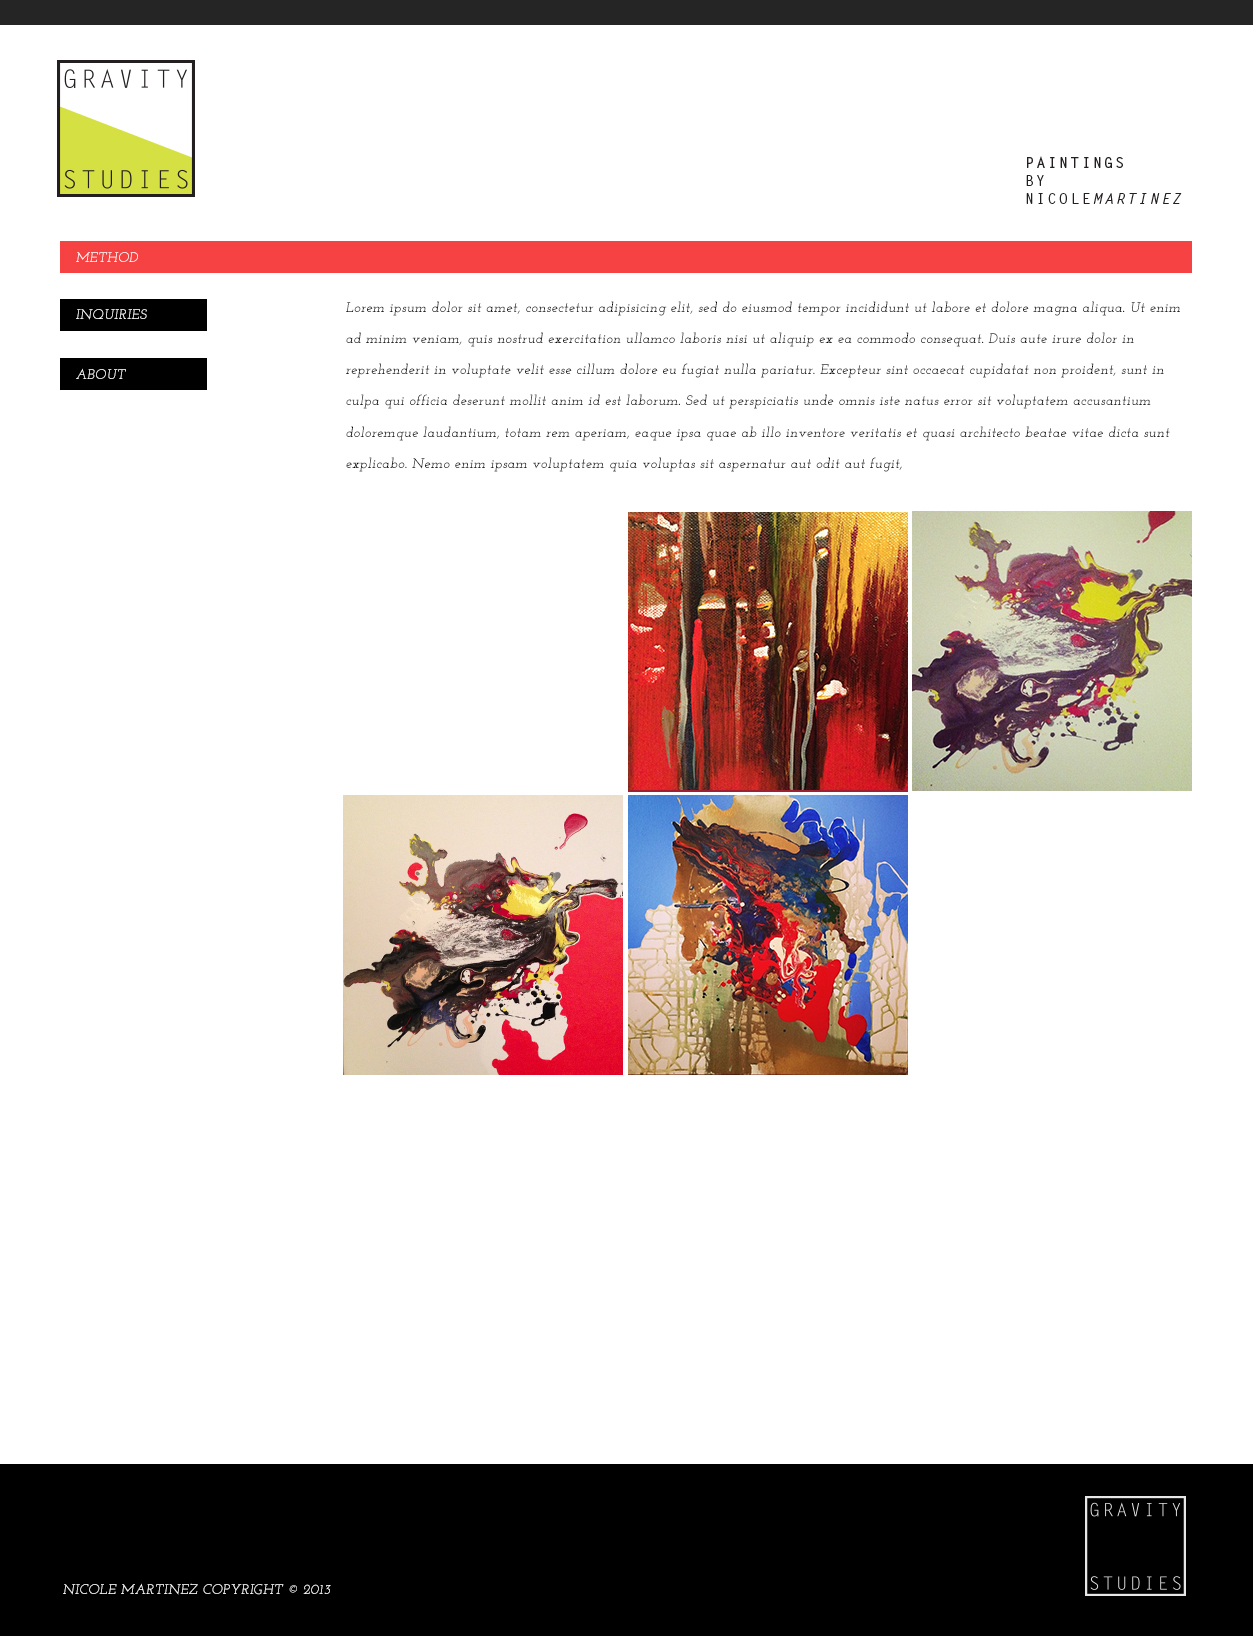 GRAVITY
STUDIES
PAINTINGS
BY
NICOLEMARTINEZ
METHOD
INQUIRIES
ABOUT
Lorem ipsum dolor sit amet, consectetur adipisicing elit, sed do eiusmod tempor incididunt ut labore et dolore magna aliqua. Ut enim
ad minim veniam, quis nostrud exercitation ullamco laboris nisi ut aliquip ex ea commodo consequat. Duis aute irure dolor in
reprehenderit in voluptate velit esse cillum dolore eu fugiat nulla pariatur. Excepteur sint occaecat cupidatat non proident, sunt in
culpa qui officia deserunt mollit anim id est laborum. Sed ut perspiciatis unde omnis iste natus error sit voluptatem accusantium
doloremque laudantium, totam rem aperiam, eaque ipsa quae ab illo inventore veritatis et quasi architecto beatae vitae dicta sunt
explicabo. Nemo enim ipsam voluptatem quia voluptas sit aspernatur aut odit aut fugit,
GRAVITY
STUDIES
NICOLE MARTINEZ COPYRIGHT © 2013